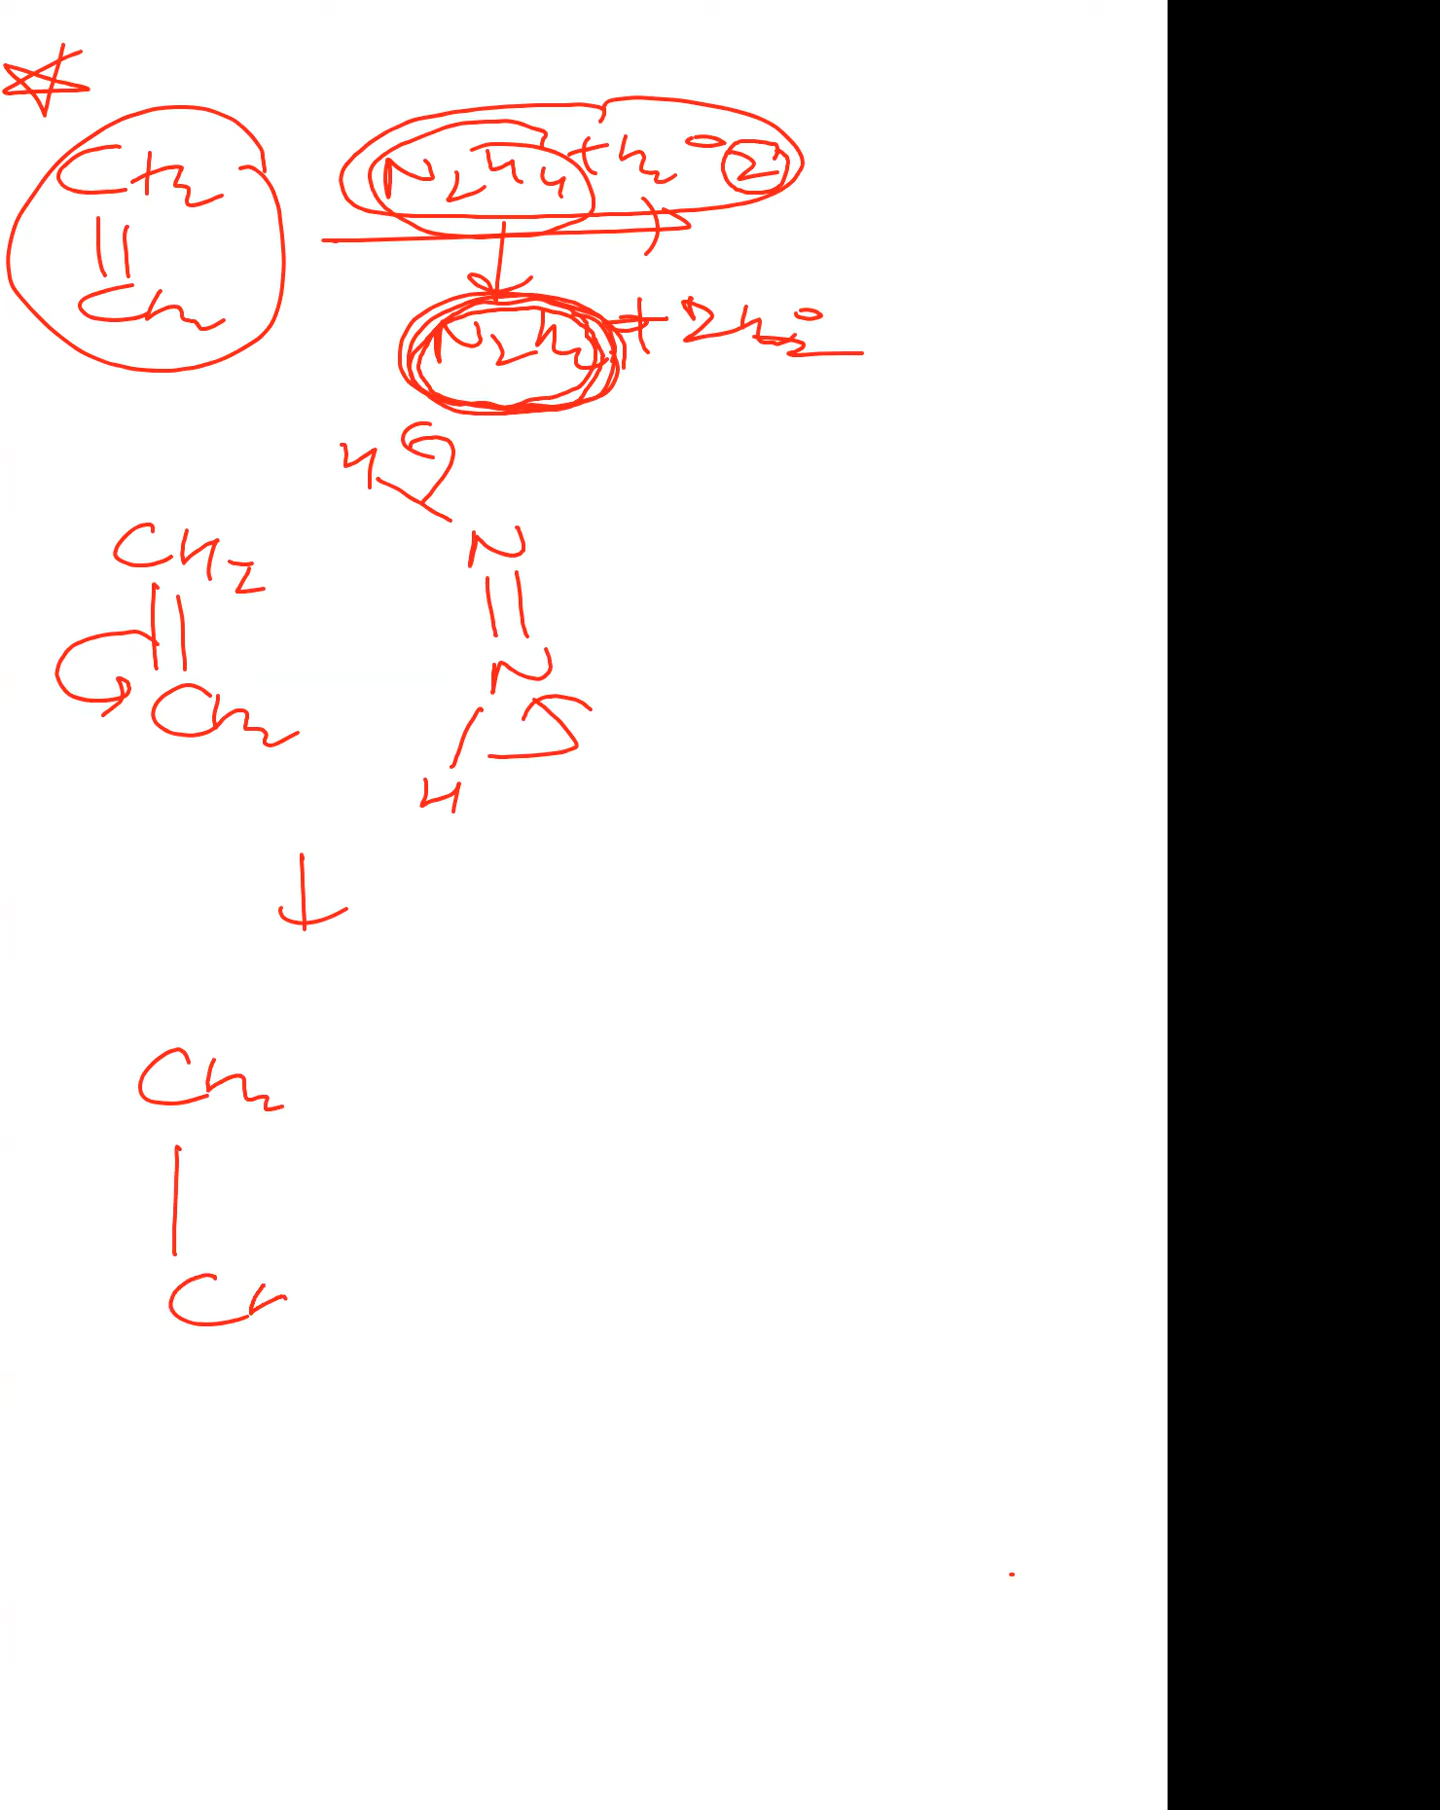 CH2 N2H4 + H2O2
||
CH2 N2H2 + 2H2O
H
CH2 N
|| ||
CH2 N
H
CH2
|
CH